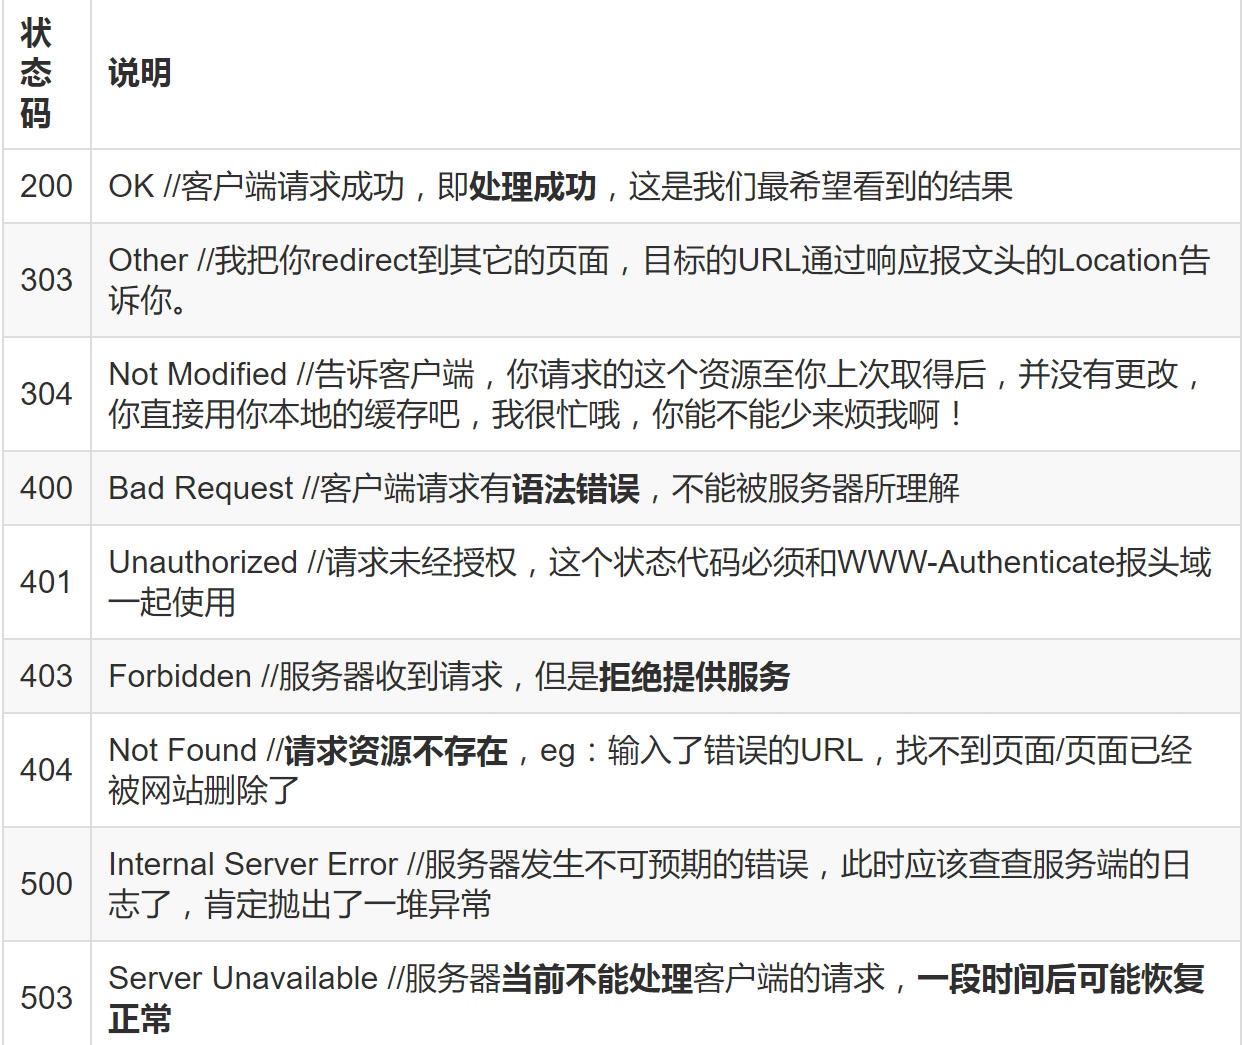 状
态
码
说明
200
OK //客户端请求成功，即处理成功，这是我们最希望看到的结果
303
Other //我把你redirect到其它的页面，目标的URL通过响应报文头的Location告
诉你。
304
Not Modified //告诉客户端，你请求的这个资源至你上次取得后，并没有更改，
你直接用你本地的缓存吧，我很忙哦，你能不能少来烦我啊！
400
Bad Request //客户端请求有语法错误，不能被服务器所理解
401
Unauthorized //请求未经授权，这个状态代码必须和WWW-Authenticate报头域
一起使用
403
Forbidden //服务器收到请求，但是拒绝提供服务
404
Not Found //请求资源不存在，eg：输入了错误的URL，找不到页面/页面已经
被网站删除了
500
Internal Server Error //服务器发生不可预期的错误，此时应该查查服务端的日
志了，肯定抛出了一堆异常
503
Server Unavailable //服务器当前不能处理客户端的请求，一段时间后可能恢复
正常